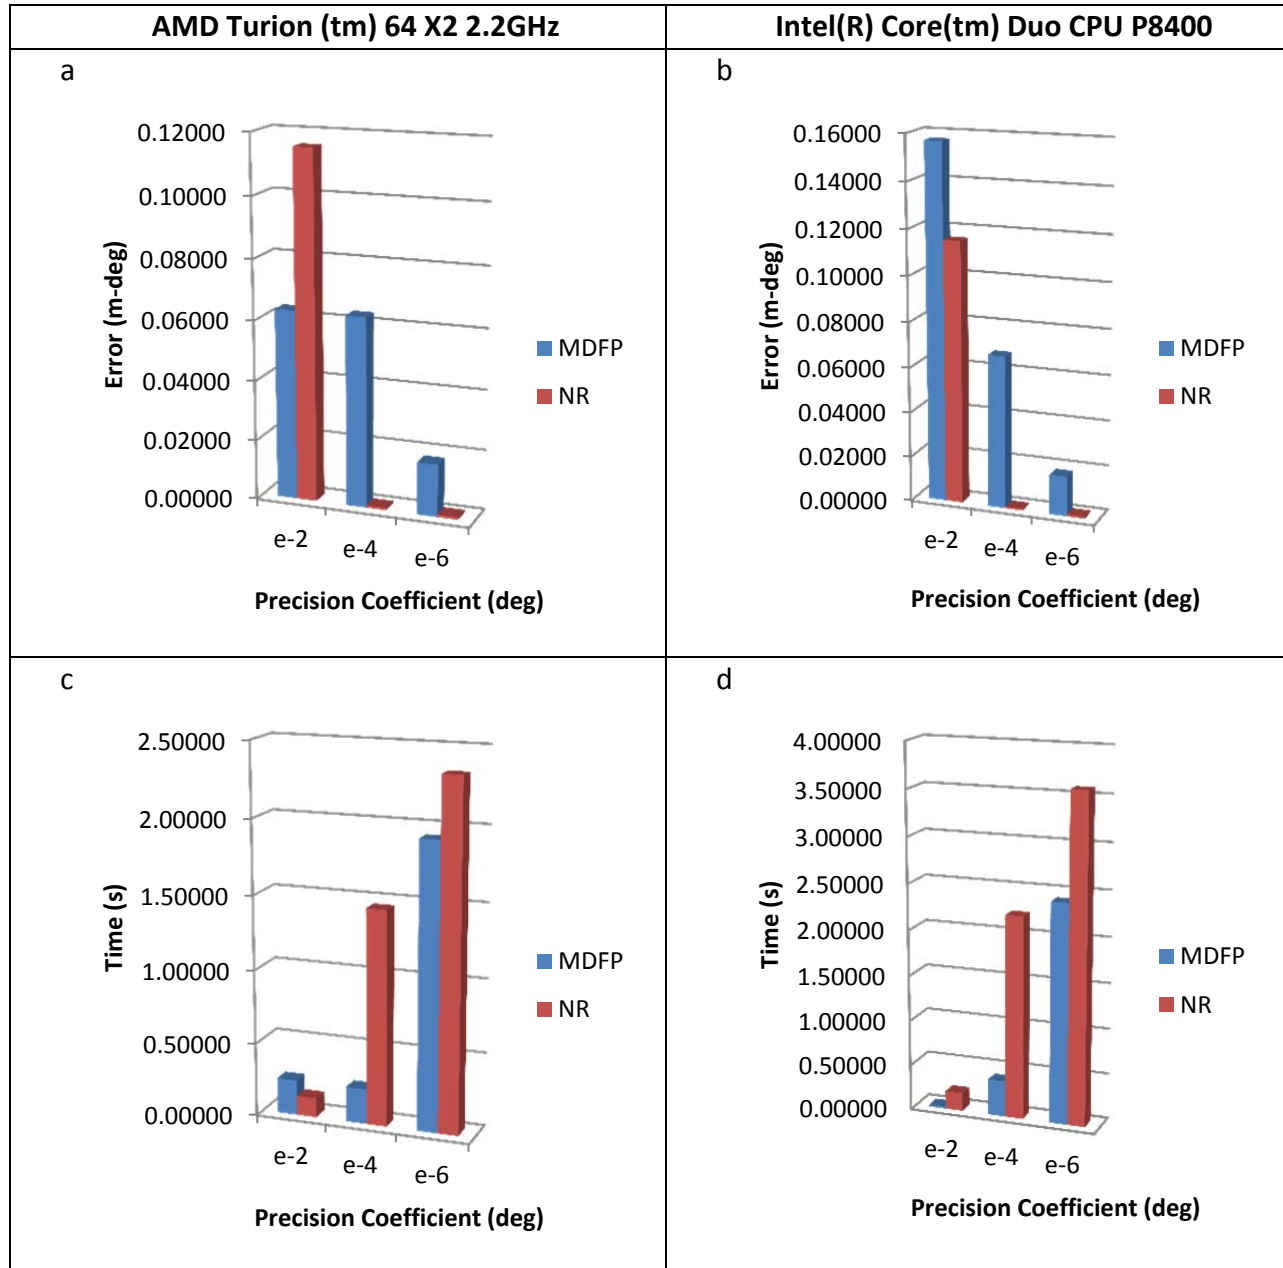 AMD Turion (tm) 64 X2 2.2GHz
Intel(R) Core(tm) Duo CPU P8400
a
0.12000
0.10000
0.08000
0.06000
0.04000
0.02000
0.00000
Error (m-deg)
e-2
e-4
e-6
Precision Coefficient (deg)
MDFP
NR
b
0.16000
0.14000
0.12000
0.10000
0.08000
0.06000
0.04000
0.02000
0.00000
Error (m-deg)
e-2
e-4
e-6
Precision Coefficient (deg)
MDFP
NR
c
2.50000
2.00000
1.50000
1.00000
0.50000
0.00000
Time (s)
e-2
e-4
e-6
Precision Coefficient (deg)
MDFP
NR
d
4.00000
3.50000
3.00000
2.50000
2.00000
1.50000
1.00000
0.50000
0.00000
Time (s)
e-2
e-4
e-6
Precision Coefficient (deg)
MDFP
NR